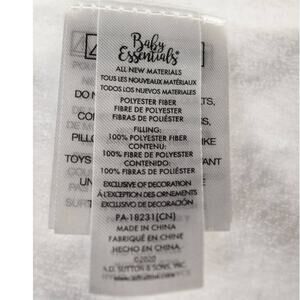 Baby
Essentials®
ALL NEW MATERIALS
TOUS LES NOUVEAUX MATÉRIAUX
TODOS LOS NUEVOS MATERIALES
POLYESTER FIBER
FIBRE DE POLYESTER
FIBRAS DE POLIÉSTER
FILLING:
100% POLYESTER FIBER
CONTENU:
100% FIBRE DE POLYESTER
CONTENIDO:
100% FIBRAS DE POLIÉSTER
EXCLUSIVE OF DECORATION
À L'EXCEPTION DES ORNEMENTS
EXCLUSIVO DE DECORACIÓN
PA-18231(CN)
MADE IN CHINA
FABRIQUÉ EN CHINE
HECHO EN CHINA
©2020
A.D. SUTTON & SONS, INC.
DO
PILL
TOYS